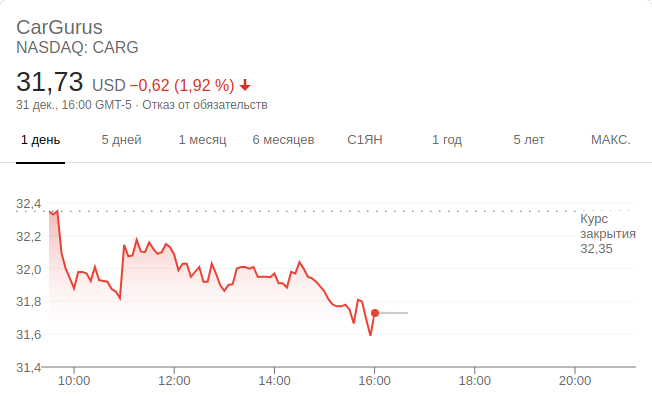 CarGurus
NASDAQ: CARG
31,73 USD −0,62 (1,92 %)
31 дек., 16:00 GMT-5 · Отказ от обязательств
1 день 5 дней 1 месяц 6 месяцев С1ЯН 1 год 5 лет МАКС.
32,4
Курс
закрытия
32,35
32,2
32,0
31,8
31,6
31,4
10:00 12:00 14:00 16:00 18:00 20:00